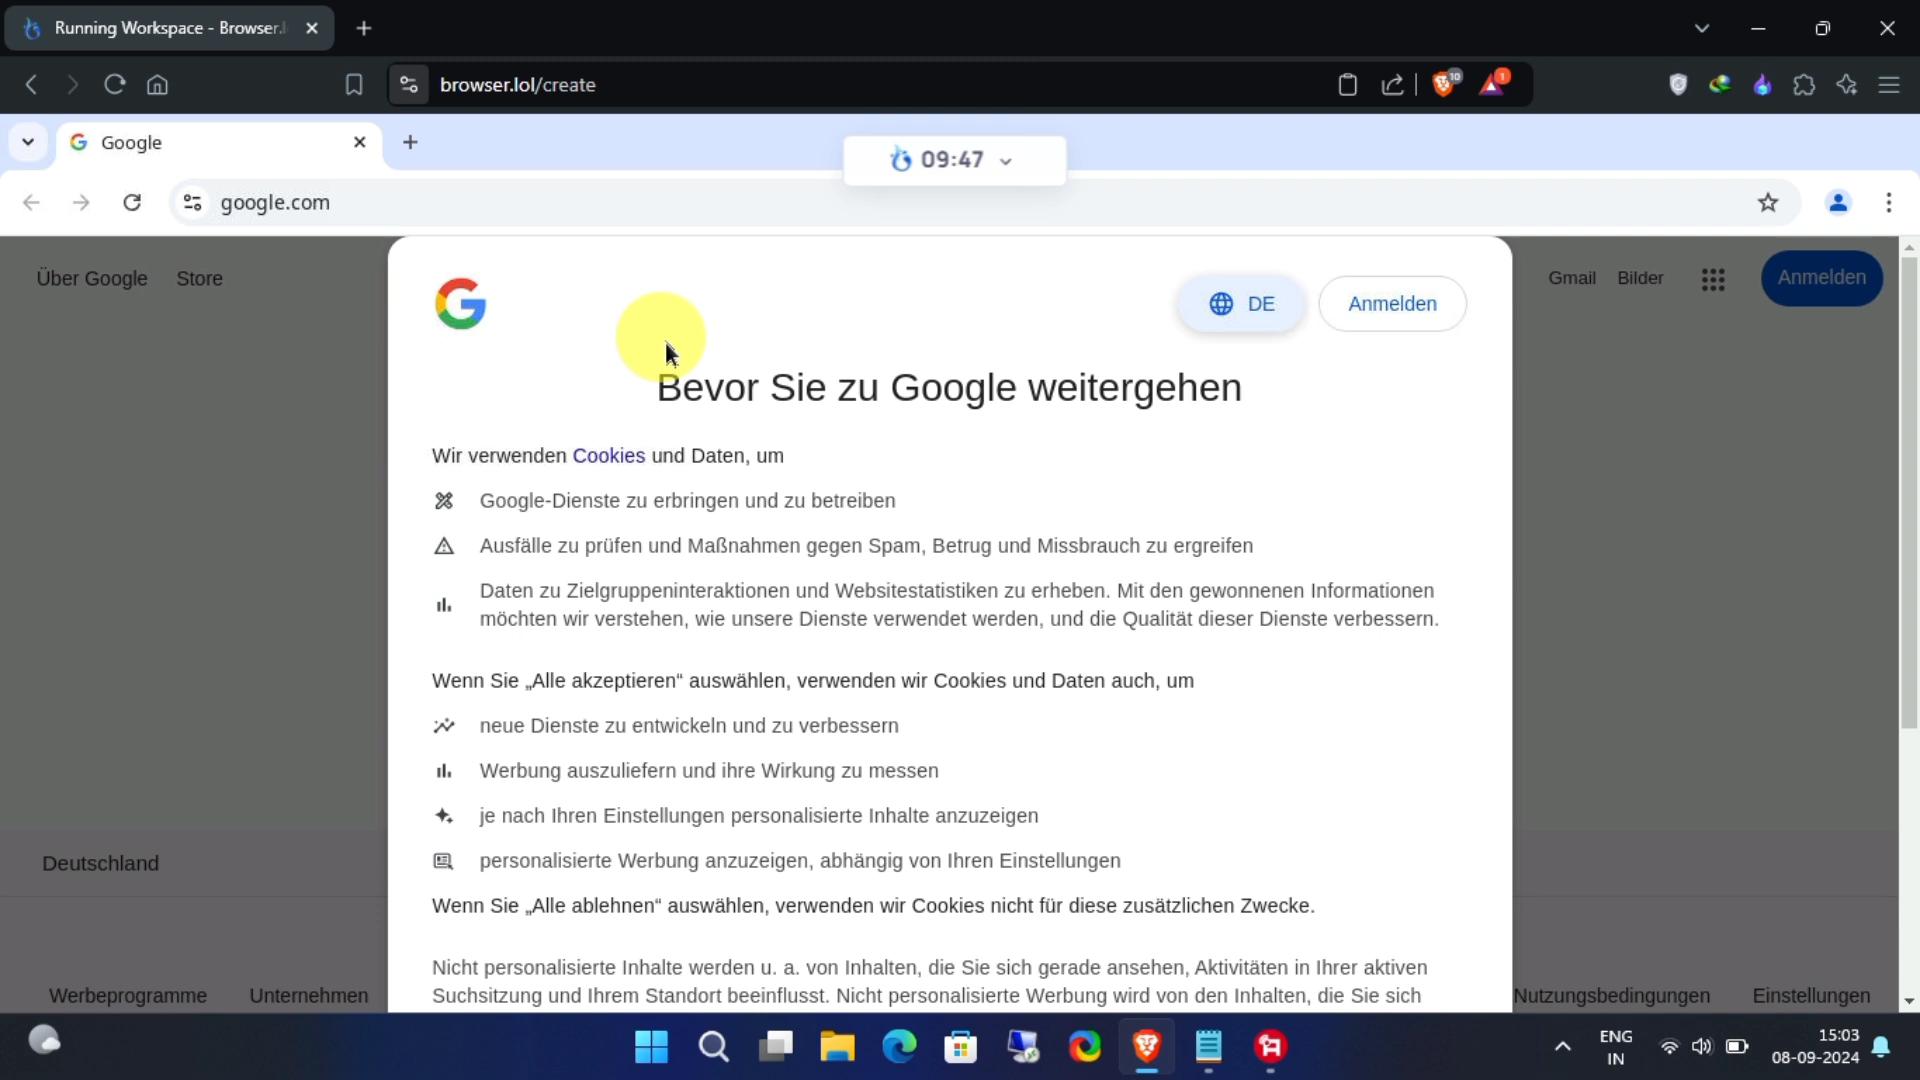 Running Workspace - Browser.l
browser.lol/create
10
1
Google
09:47
google.com
Über Google Store
Gmail Bilder Anmelden
DE Anmelden
Bevor Sie zu Google weitergehen
Wir verwenden Cookies und Daten, um
Google-Dienste zu erbringen und zu betreiben
Ausfälle zu prüfen und Maßnahmen gegen Spam, Betrug und Missbrauch zu ergreifen
Daten zu Zielgruppeninteraktionen und Websitestatistiken zu erheben. Mit den gewonnenen Informationen
möchten wir verstehen, wie unsere Dienste verwendet werden, und die Qualität dieser Dienste verbessern.
Wenn Sie „Alle akzeptieren“ auswählen, verwenden wir Cookies und Daten auch, um
neue Dienste zu entwickeln und zu verbessern
Werbung auszuliefern und ihre Wirkung zu messen
je nach Ihren Einstellungen personalisierte Inhalte anzuzeigen
personalisierte Werbung anzuzeigen, abhängig von Ihren Einstellungen
Wenn Sie „Alle ablehnen“ auswählen, verwenden wir Cookies nicht für diese zusätzlichen Zwecke.
Nicht personalisierte Inhalte werden u. a. von Inhalten, die Sie sich gerade ansehen, Aktivitäten in Ihrer aktiven
Suchsitzung und Ihrem Standort beeinflusst. Nicht personalisierte Werbung wird von den Inhalten, die Sie sich
Deutschland
Werbeprogramme Unternehmen
Nutzungsbedingungen Einstellungen
ENG
IN
15:03
08-09-2024